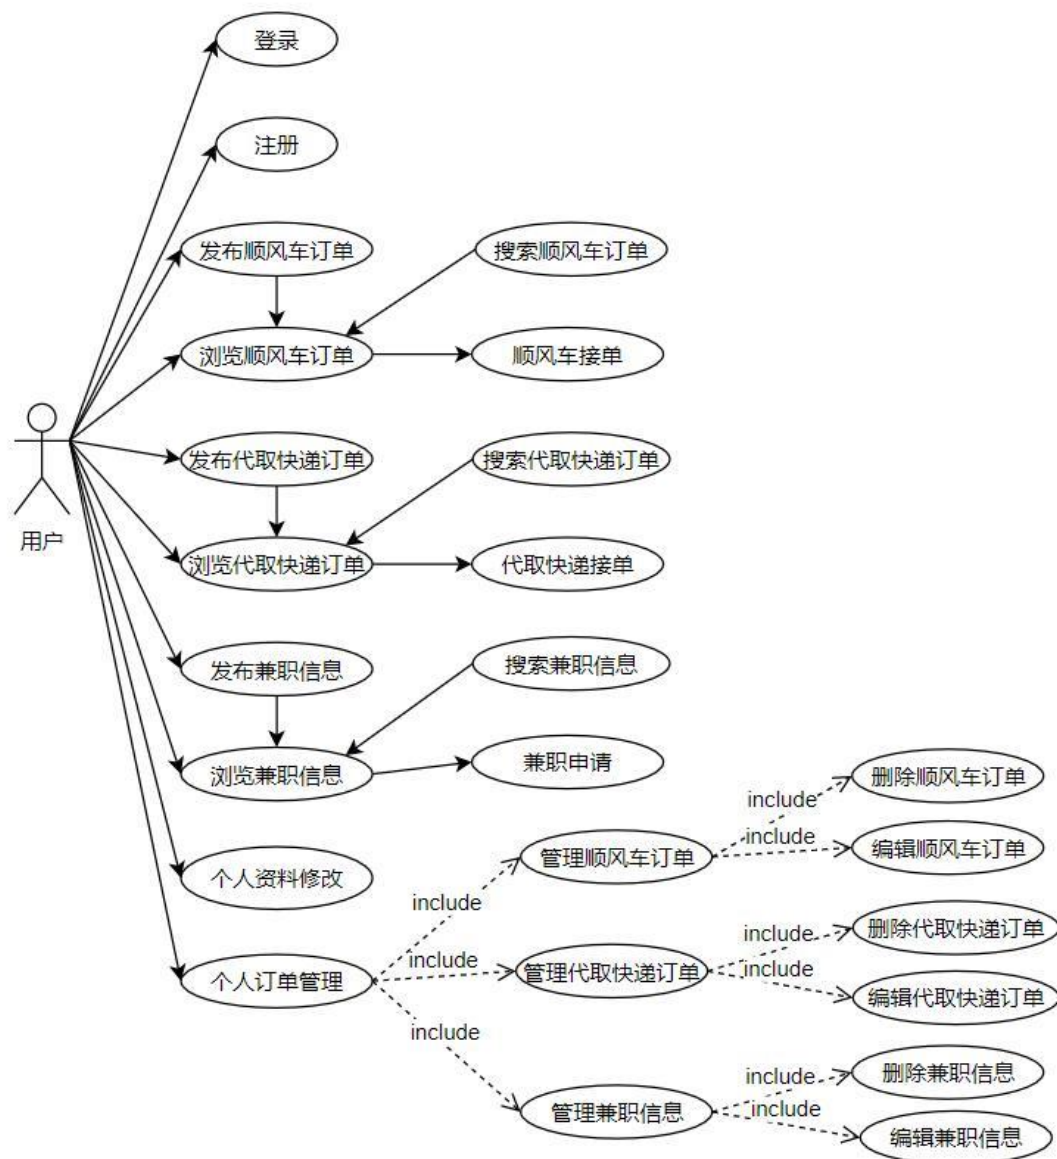 登录
注册
发布顺风车订单
搜索顺风车订单
浏览顺风车订单
顺风车接单
用户
发布代取快递订单
搜索代取快递订单
浏览代取快递订单
代取快递接单
发布兼职信息
搜索兼职信息
浏览兼职信息
兼职申请
个人资料修改
个人订单管理
include
include
include
管理顺风车订单
include
include
删除顺风车订单
编辑顺风车订单
管理代取快递订单
include
include
删除代取快递订单
编辑代取快递订单
管理兼职信息
include
include
删除兼职信息
编辑兼职信息